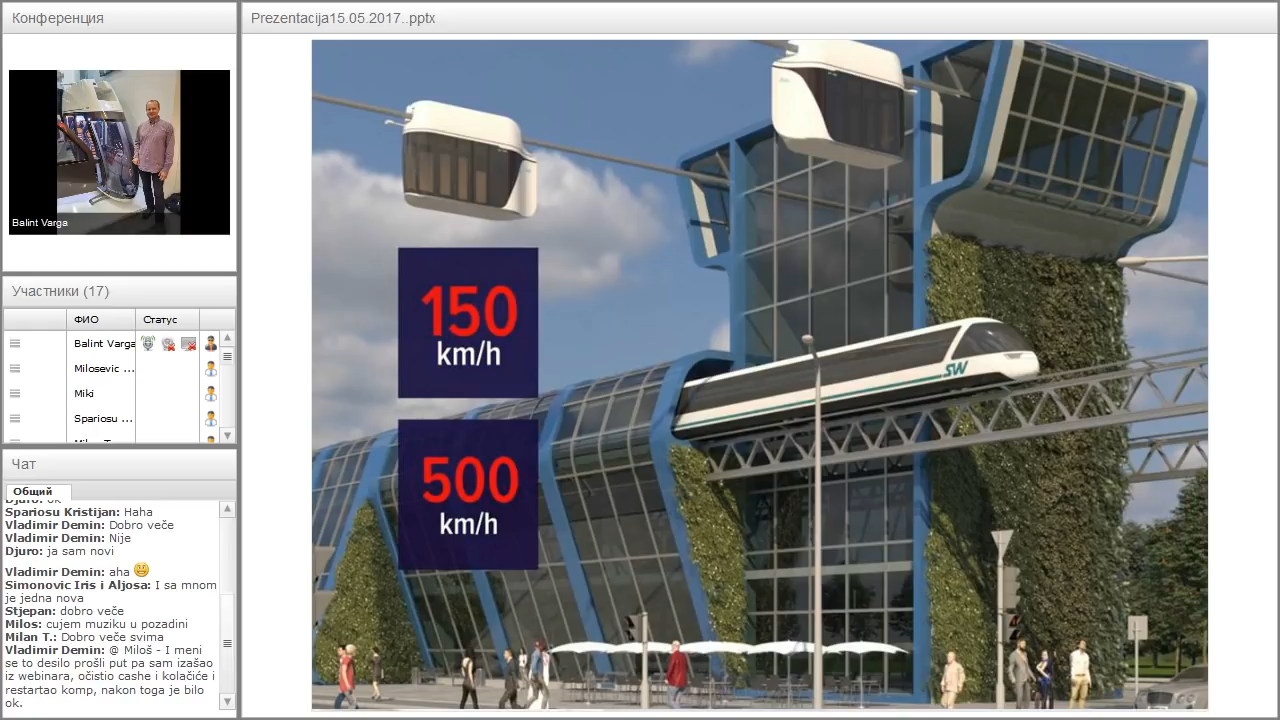 Конференция
Balint Varga
Участники (17)
ФИО
Статус
Balint Varga
Milosevic ...
Miki
Spariosu ...
Чат
Общий
Djuro: ok
Spariosu Kristijan: Haha
Vladimir Demin: Dobro veče
Vladimir Demin: Nije
Djuro: ja sam novi
Vladimir Demin: aha
Simonovic Iris i Aljosa: I sa mnom
je jedna nova
Stjepan: dobro veče
Milos: cujem muziku u pozadini
Milan T.: Dobro veče svima
Vladimir Demin: @ Miloš - I meni
se to desilo prošli put pa sam izašao
iz webinara, očistio cashe i kolačiće i
restartao komp, nakon toga je bilo
ok.
Prezentacija15.05.2017..pptx
150
km/h
500
km/h
SW